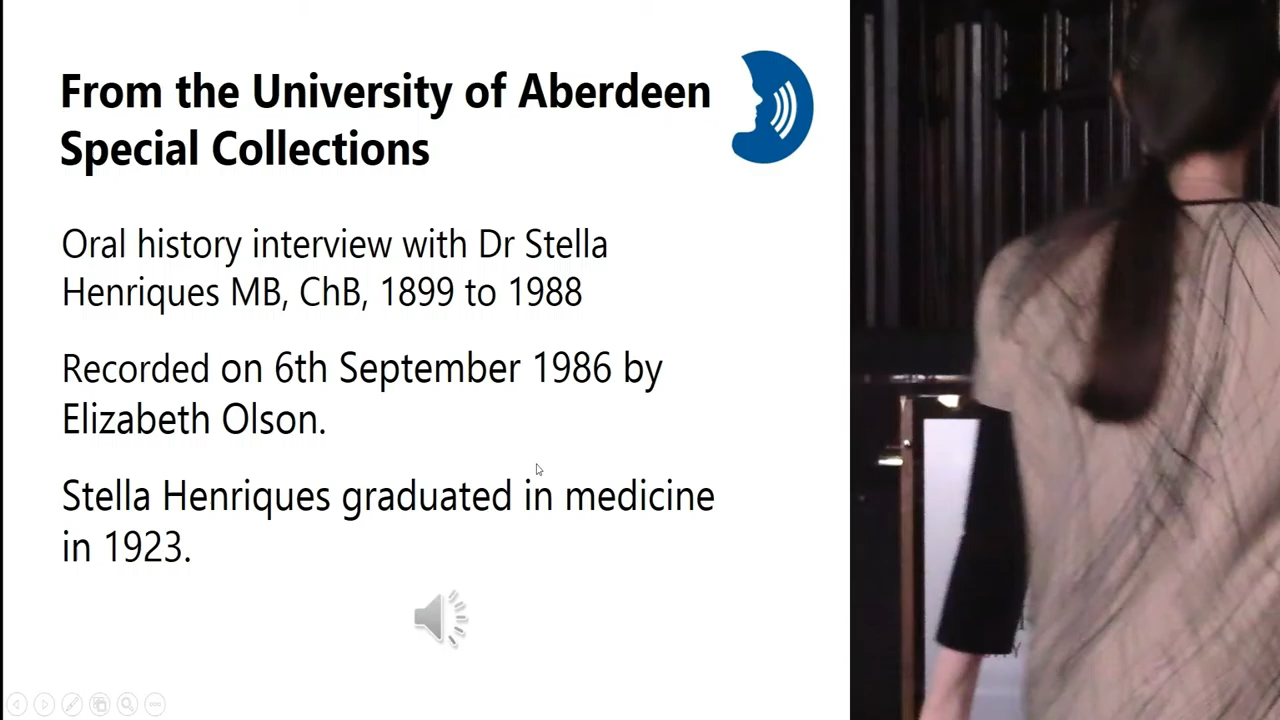 From the University of Aberdeen
Special Collections
Oral history interview with Dr Stella
Henriques MB, ChB, 1899 to 1988
Recorded on 6th September 1986 by
Elizabeth Olson.
Stella Henriques graduated in medicine
in 1923.